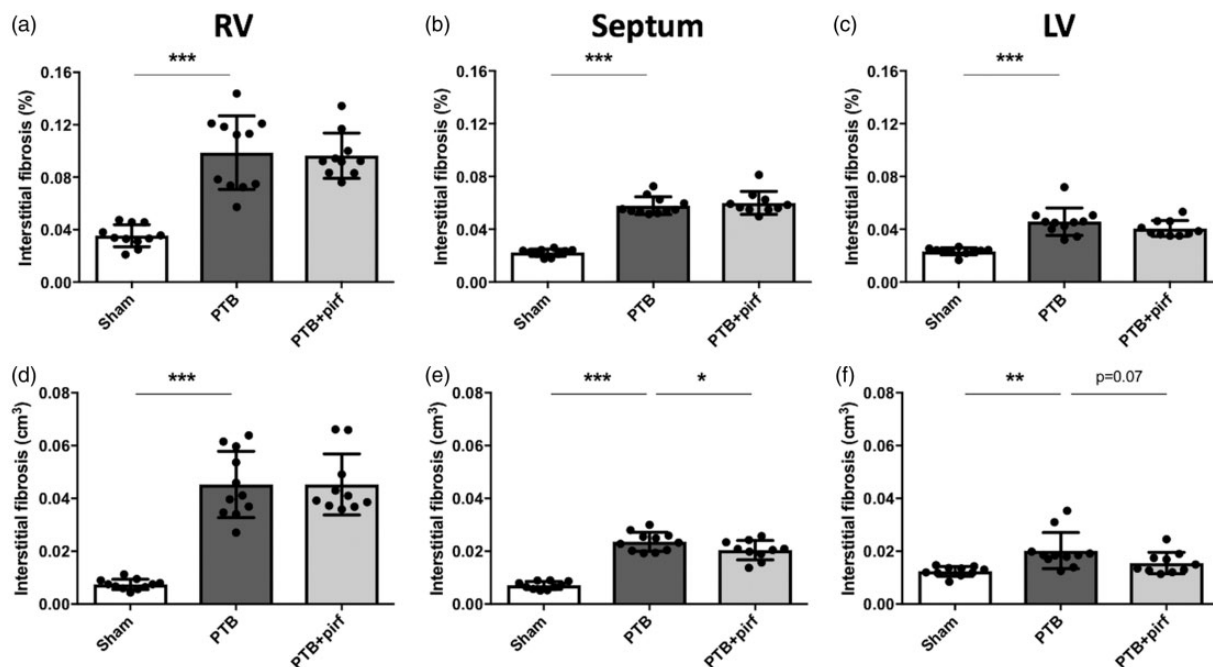 (a) RV
***
Interstitial fibrosis (%)
0.16
0.12
0.08
0.04
0.00
Sham
PTB
PTB+pirf
(b) Septum
***
Interstitial fibrosis (%)
0.16
0.12
0.08
0.04
0.00
Sham
PTB
PTB+pirf
(c) LV
***
Interstitial fibrosis (%)
0.16
0.12
0.08
0.04
0.00
Sham
PTB
PTB+pirf
(d)
***
Interstitial fibrosis (cm³)
0.08
0.06
0.04
0.02
0.00
Sham
PTB
PTB+pirf
(e)
*** *
Interstitial fibrosis (cm³)
0.08
0.06
0.04
0.02
0.00
Sham
PTB
PTB+pirf
(f)
** p=0.07
Interstitial fibrosis (cm³)
0.08
0.06
0.04
0.02
0.00
Sham
PTB
PTB+pirf